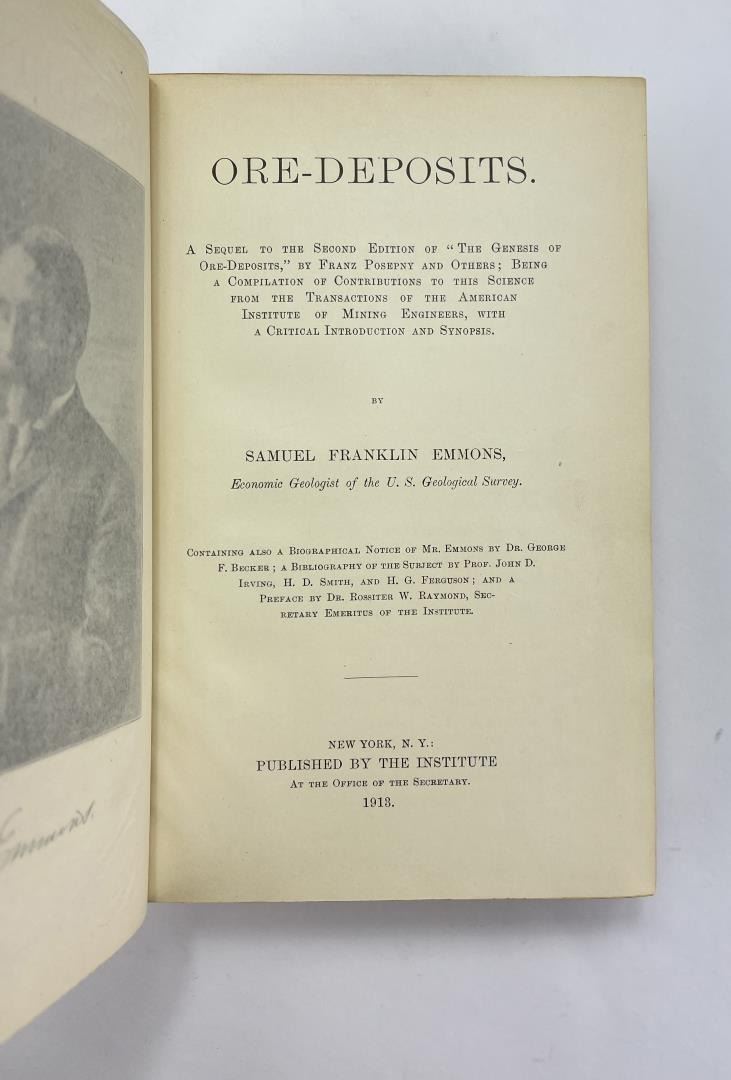 ORE-DEPOSITS.
A Sequel to the Second Edition of "The Genesis of
Ore-Deposits," by Franz Posepny and Others; Being
a Compilation of Contributions to this Science
from the Transactions of the American
Institute of Mining Engineers, with
a Critical Introduction and Synopsis.
BY
SAMUEL FRANKLIN EMMONS,
Economic Geologist of the U. S. Geological Survey.
Containing also a Biographical Notice of Mr. Emmons by Dr. George
F. Becker; a Bibliography of the Subject by Prof. John D.
Irving, H. D. Smith, and H. G. Ferguson; and a
Preface by Dr. Rossiter W. Raymond, Sec-
retary Emeritus of the Institute.
NEW YORK, N. Y.:
PUBLISHED BY THE INSTITUTE
At the Office of the Secretary.
1913.
Emmons.